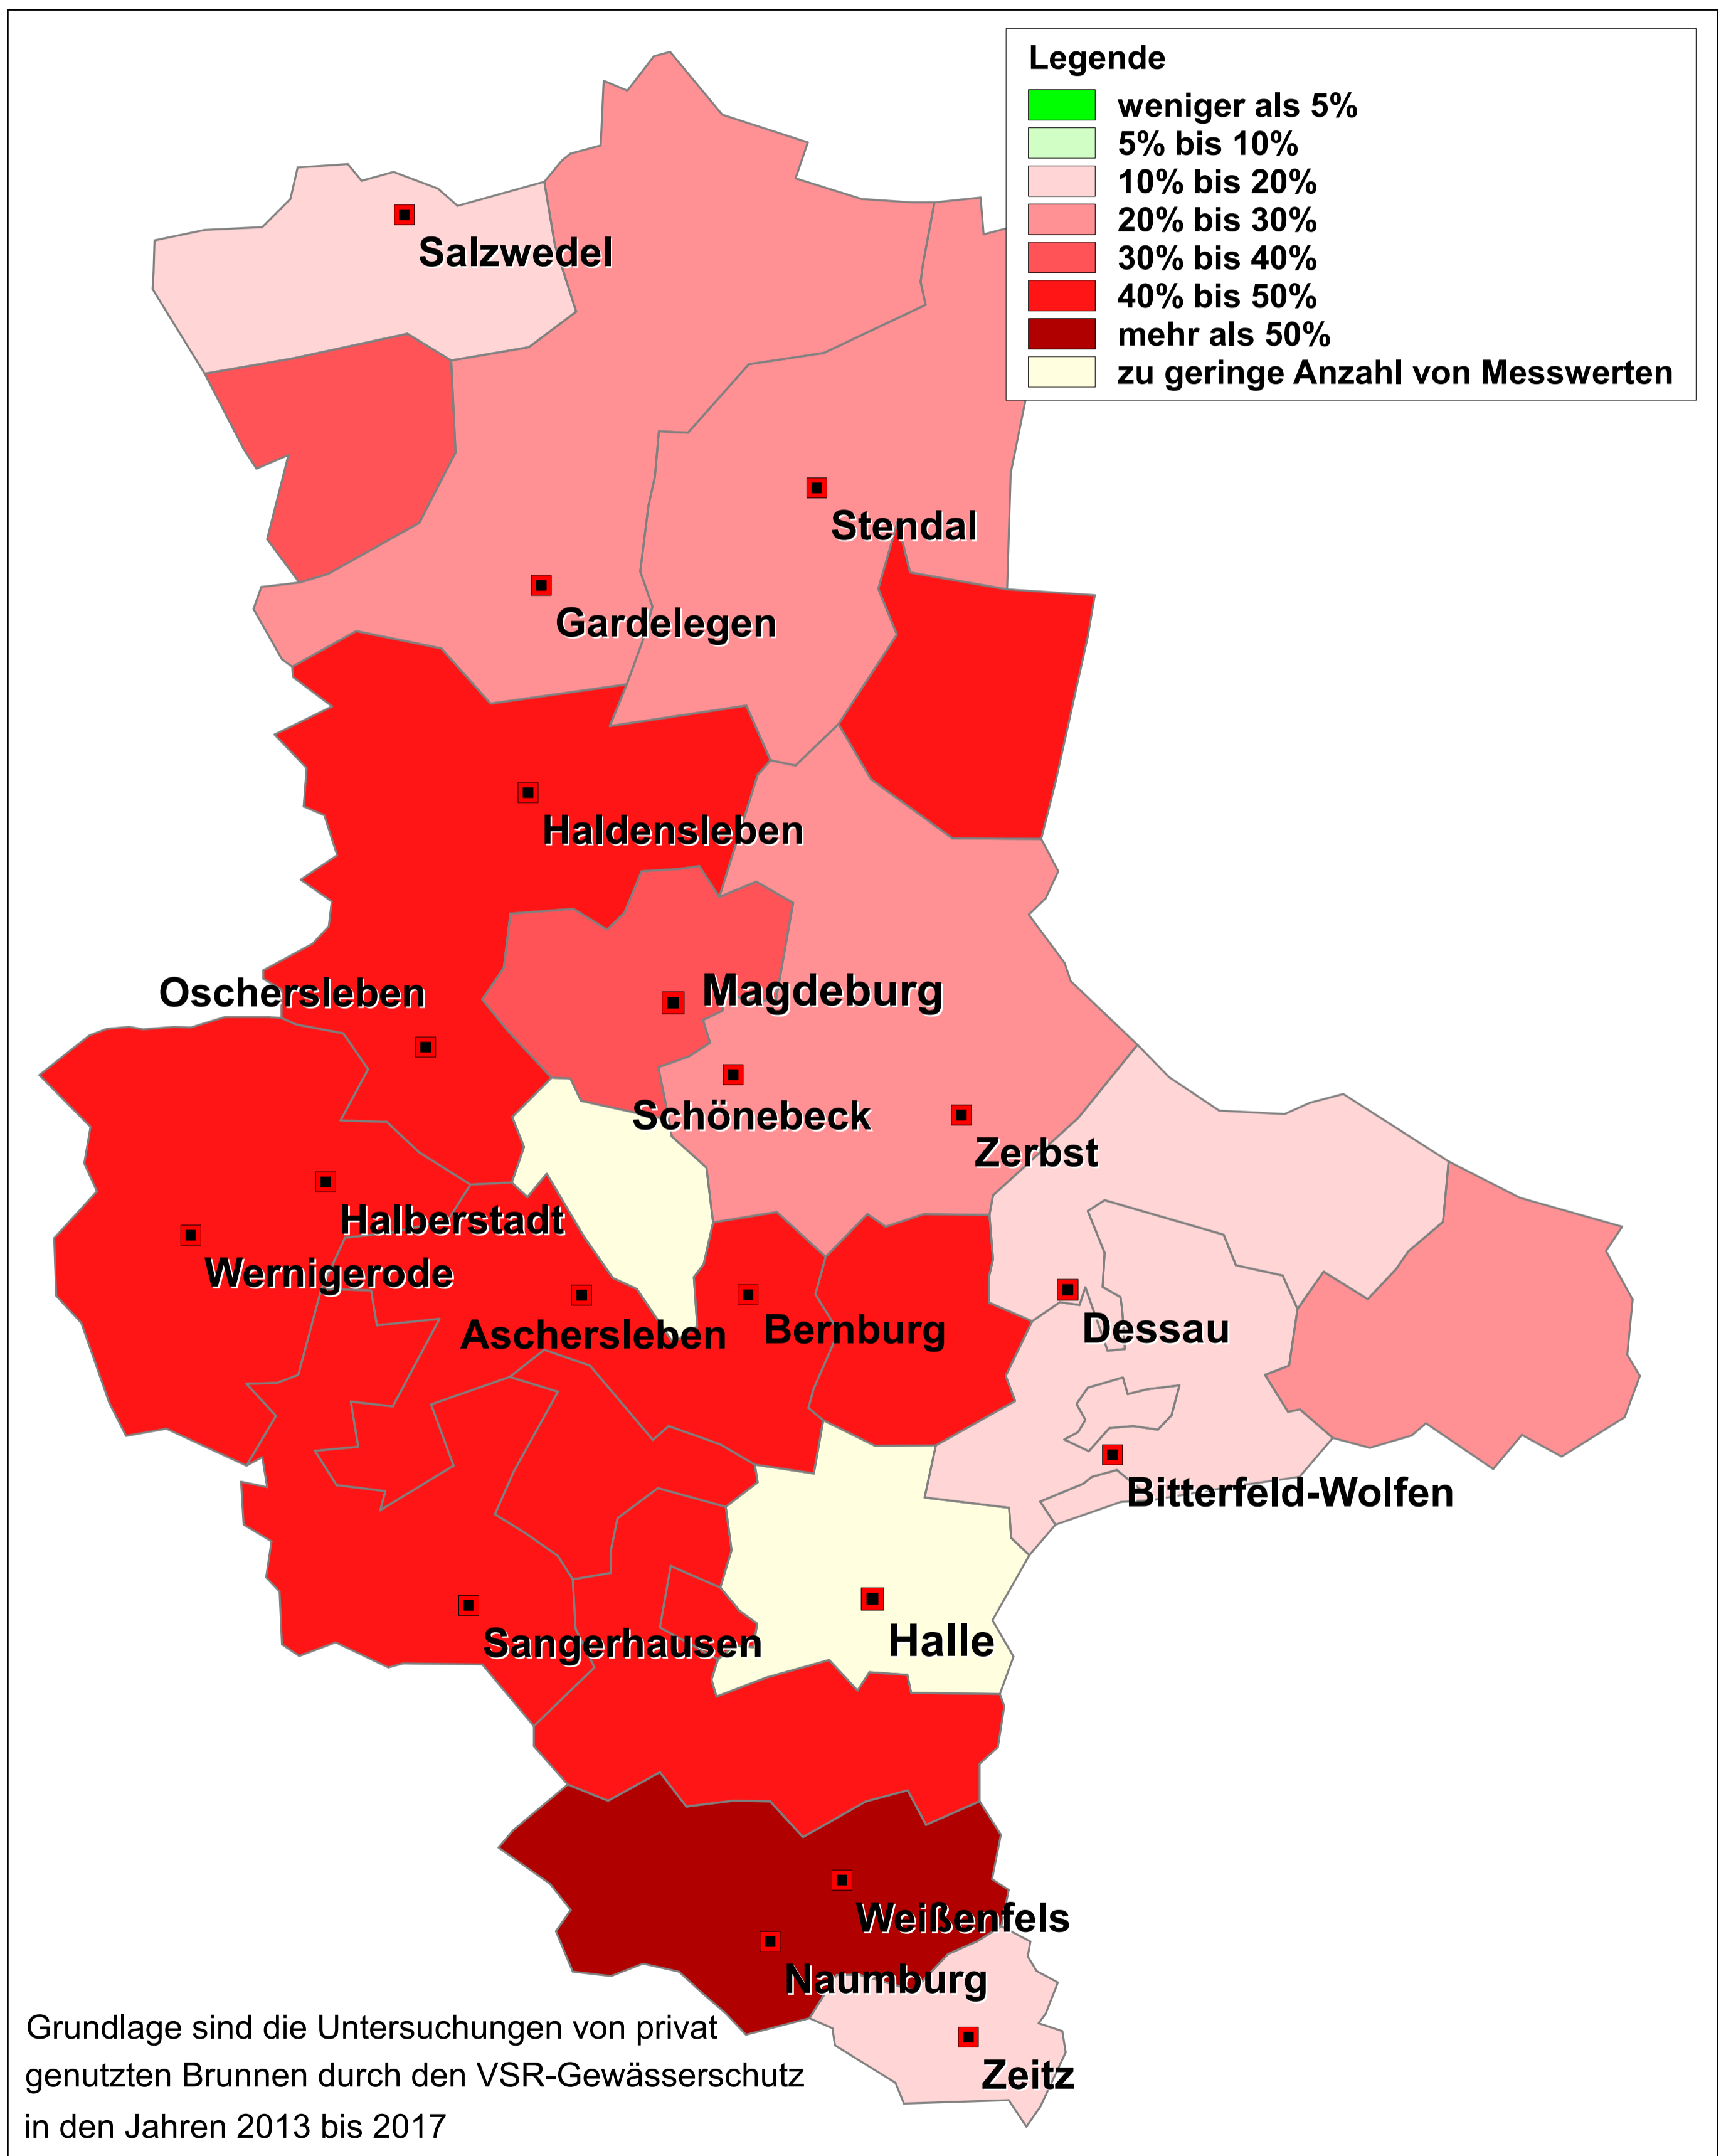 Legende
weniger als 5%
5% bis 10%
10% bis 20%
20% bis 30%
30% bis 40%
40% bis 50%
mehr als 50%
zu geringe Anzahl von Messwerten
Salzwedel
Stendal
Gardelegen
Haldensleben
Oschersleben
Magdeburg
Schönebeck
Zerbst
Halberstadt
Wernigerode
Aschersleben
Bernburg
Dessau
Bitterfeld-Wolfen
Sangerhausen
Halle
Weißenfels
Naumburg
Zeitz
Grundlage sind die Untersuchungen von privat
genutzten Brunnen durch den VSR-Gewässerschutz
in den Jahren 2013 bis 2017